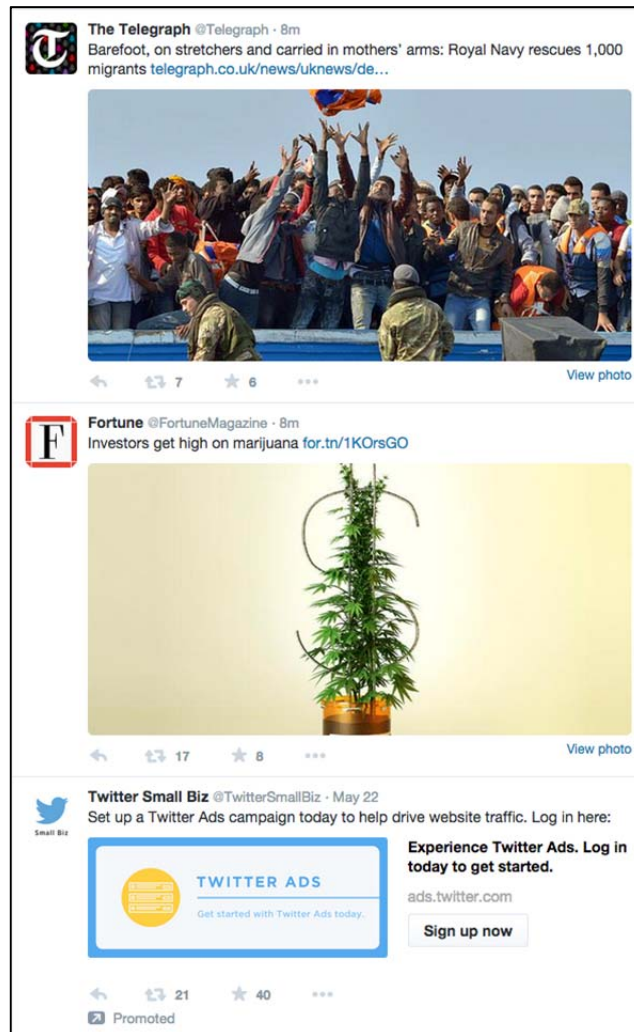 The Telegraph @Telegraph · 8m
Barefoot, on stretchers and carried in mothers' arms: Royal Navy rescues 1,000
migrants telegraph.co.uk/news/uknews/de…
7 6 View photo
F
Fortune @FortuneMagazine · 8m
Investors get high on marijuana for.tn/1KOrsGO
17 8 View photo
Twitter Small Biz @TwitterSmallBiz · May 22
Small Biz
Set up a Twitter Ads campaign today to help drive website traffic. Log in here:
TWITTER ADS
Get started with Twitter Ads today.
Experience Twitter Ads. Log in
today to get started.
ads.twitter.com
Sign up now
21 40
Promoted